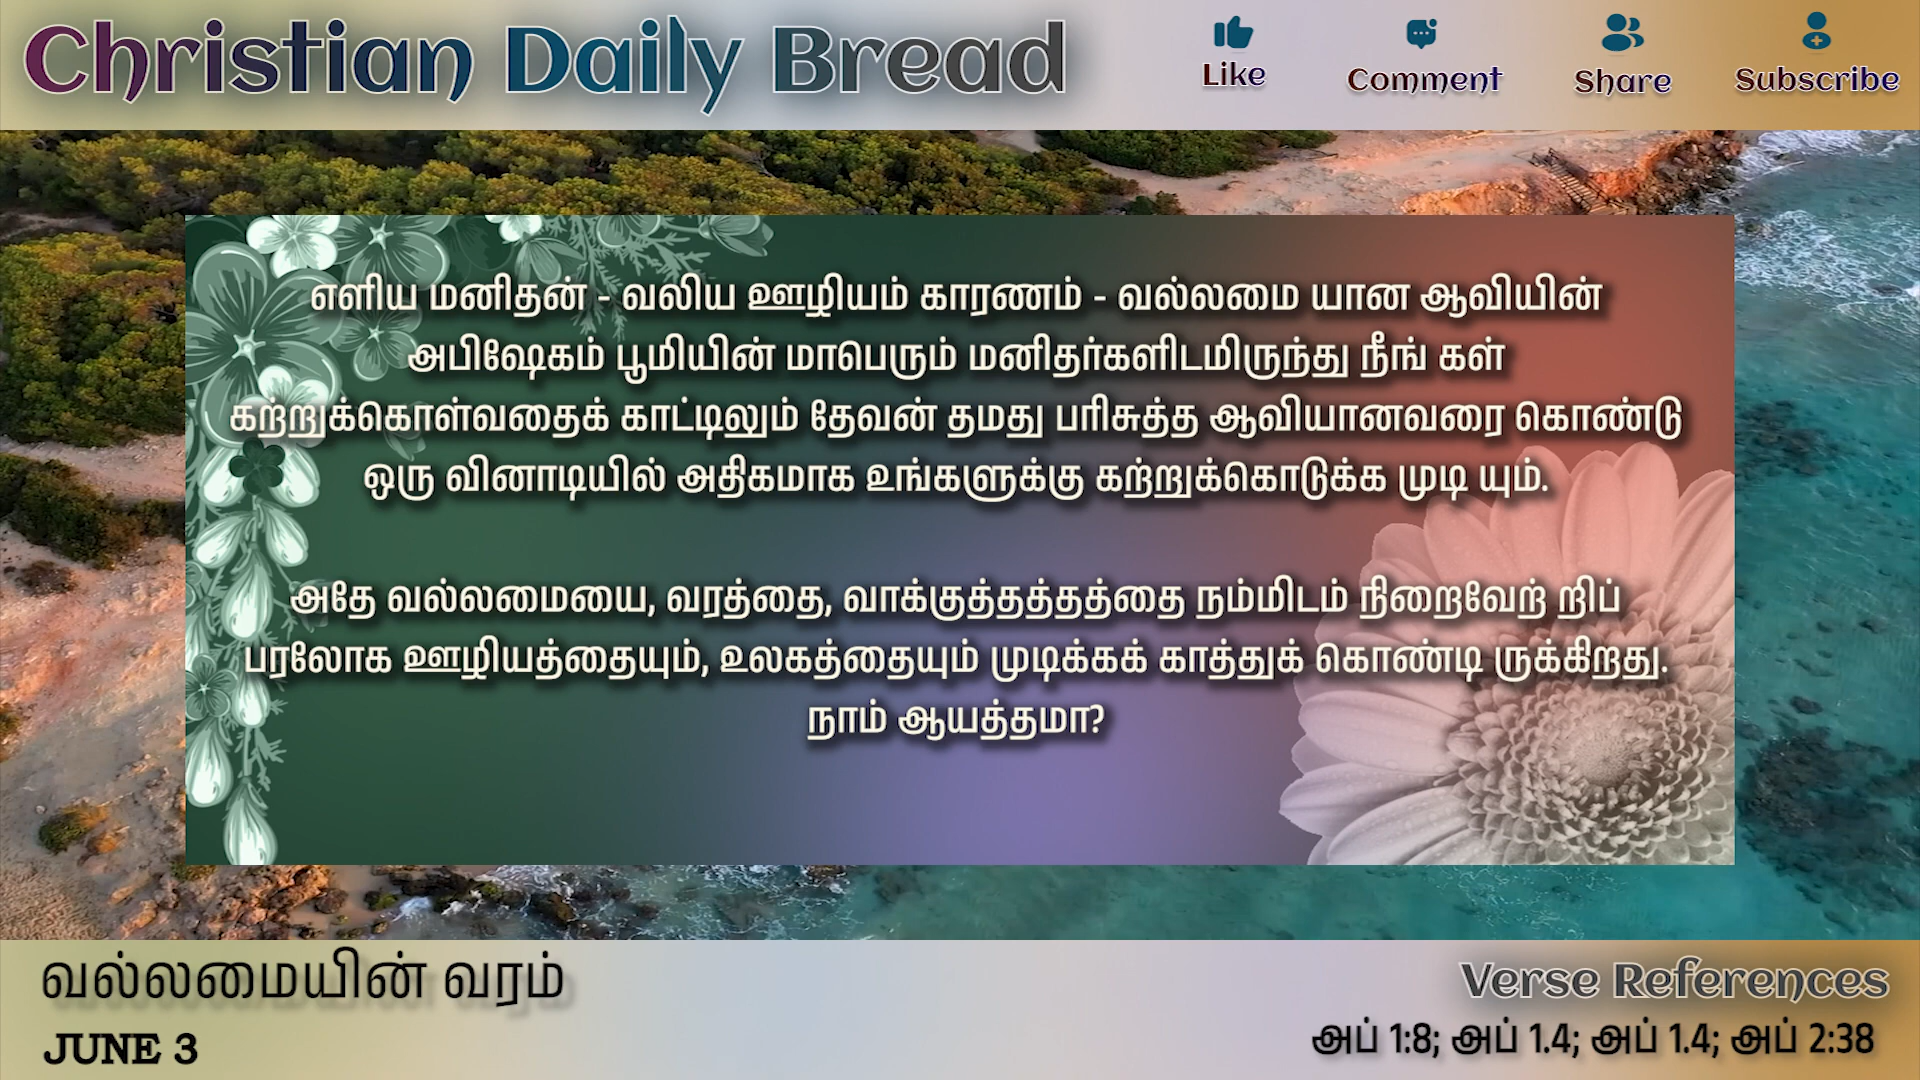 Christian Daily Bread
Like
Comment
Share
Subscribe
எளிய மனிதன் - வலிய ஊழியம் காரணம் - வல்லமை யான ஆவியின்
அபிஷேகம் பூமியின் மாபெரும் மனிதர்களிடமிருந்து நீங் கள்
கற்றுக்கொள்வதைக் காட்டிலும் தேவன் தமது பரிசுத்த ஆவியானவரை கொண்டு
ஒரு வினாடியில் அதிகமாக உங்களுக்கு கற்றுக்கொடுக்க முடி யும்.
அதே வல்லமையை, வரத்தை, வாக்குத்தத்தத்தை நம்மிடம் நிறைவேற் றிப்
பரலோக ஊழியத்தையும், உலகத்தையும் முடிக்கக் காத்துக் கொண்டி ருக்கிறது.
நாம் ஆயத்தமா?
வல்லமையின் வரம்
JUNE 3
Verse References
அப் 1:8; அப் 1.4; அப் 1.4; அப் 2:38